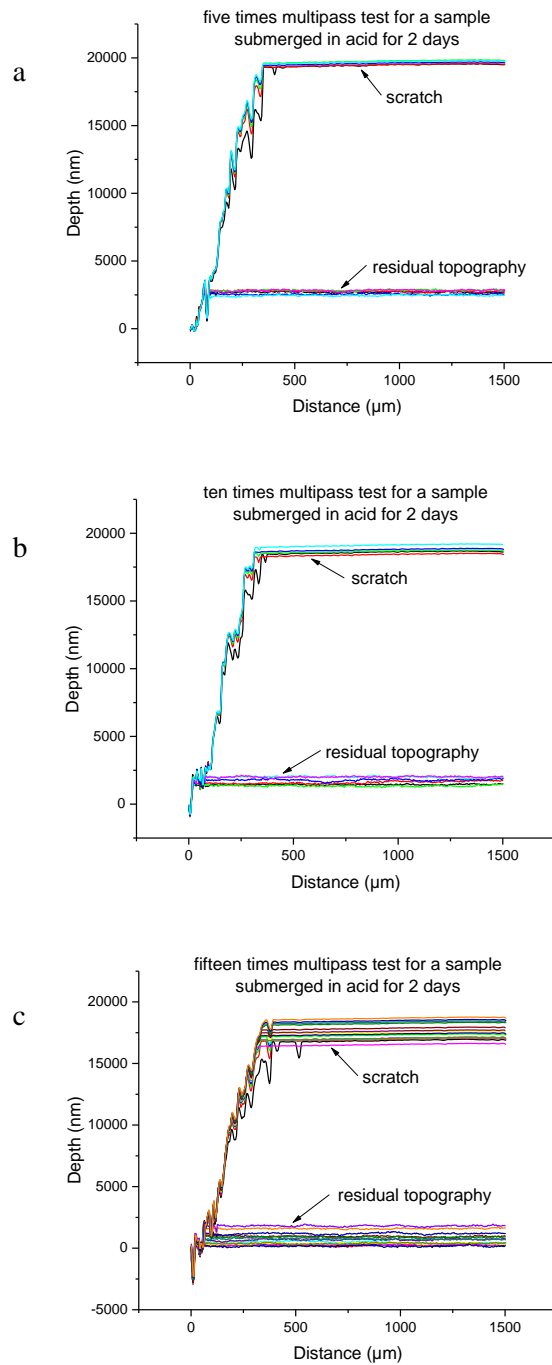 a
five times multipass test for a sample
submerged in acid for 2 days
20000
15000
10000
5000
0
Depth (nm)
scratch
residual topography
0
500
1000
1500
Distance (µm)
b
ten times multipass test for a sample
submerged in acid for 2 days
20000
15000
10000
5000
0
Depth (nm)
scratch
residual topography
0
500
1000
1500
Distance (µm)
c
fifteen times multipass test for a sample
submerged in acid for 2 days
20000
15000
10000
5000
0
-5000
Depth (nm)
scratch
residual topography
0
500
1000
1500
Distance (µm)